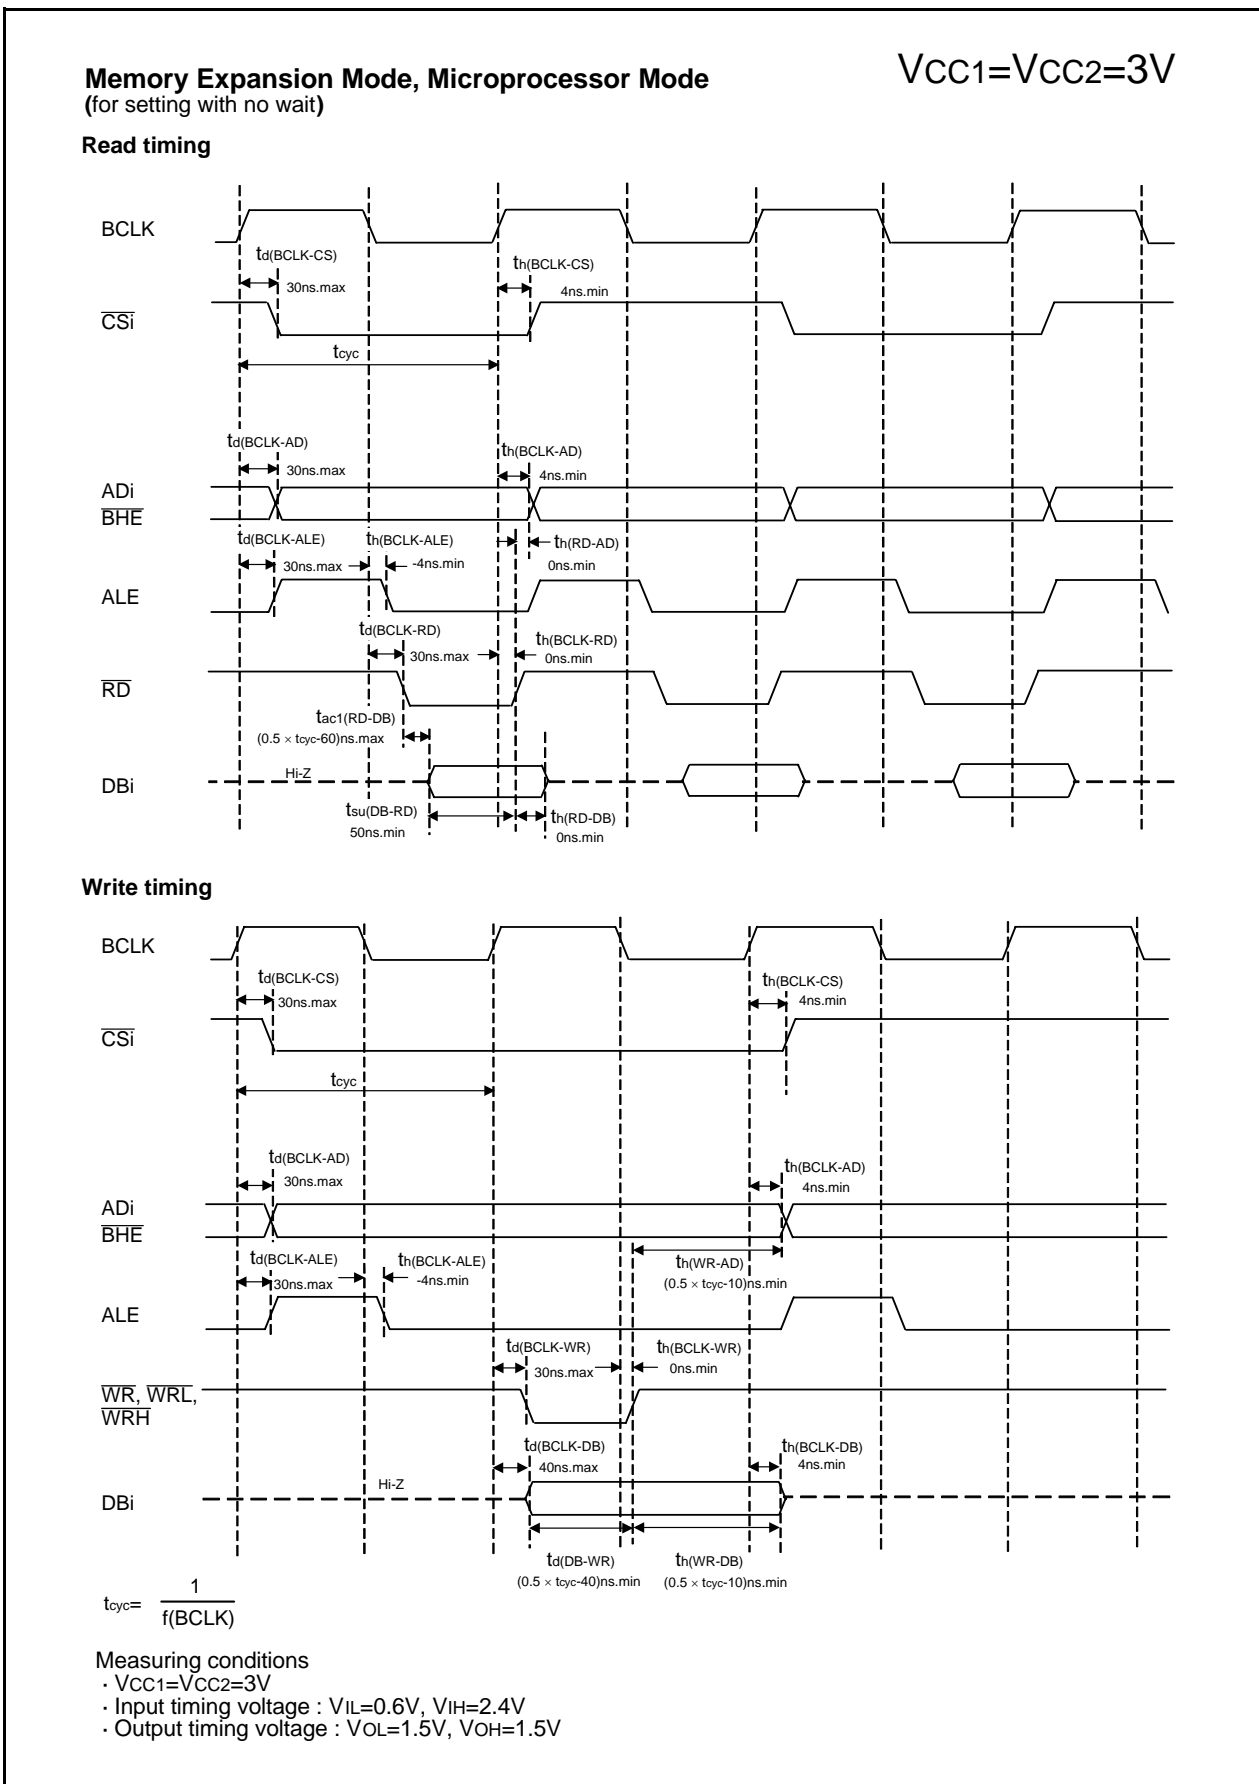 Memory Expansion Mode, Microprocessor Mode
VCC1=VCC2=3V
(for setting with no wait)
Read timing
BCLK
td(BCLK-CS)
30ns.max
th(BCLK-CS)
4ns.min
CSi
tcyc
td(BCLK-AD)
30ns.max
th(BCLK-AD)
4ns.min
ADi
BHE
td(BCLK-ALE)
30ns.max
th(BCLK-ALE)
-4ns.min
th(RD-AD)
0ns.min
ALE
td(BCLK-RD)
30ns.max
th(BCLK-RD)
0ns.min
RD
tac1(RD-DB)
(0.5 × tcyc-60)ns.max
Hi-Z
DBi
tsu(DB-RD)
50ns.min
th(RD-DB)
0ns.min
Write timing
BCLK
td(BCLK-CS)
30ns.max
th(BCLK-CS)
4ns.min
CSi
tcyc
td(BCLK-AD)
30ns.max
th(BCLK-AD)
4ns.min
ADi
BHE
td(BCLK-ALE)
30ns.max
th(BCLK-ALE)
-4ns.min
th(WR-AD)
(0.5 × tcyc-10)ns.min
ALE
td(BCLK-WR)
30ns.max
th(BCLK-WR)
0ns.min
WR, WRL,
WRH
td(BCLK-DB)
40ns.max
th(BCLK-DB)
4ns.min
Hi-Z
DBi
td(DB-WR)
(0.5 × tcyc-40)ns.min
th(WR-DB)
(0.5 × tcyc-10)ns.min
tcyc= 1
f(BCLK)
Measuring conditions
· VCC1=VCC2=3V
· Input timing voltage : VIL=0.6V, VIH=2.4V
· Output timing voltage : VOL=1.5V, VOH=1.5V